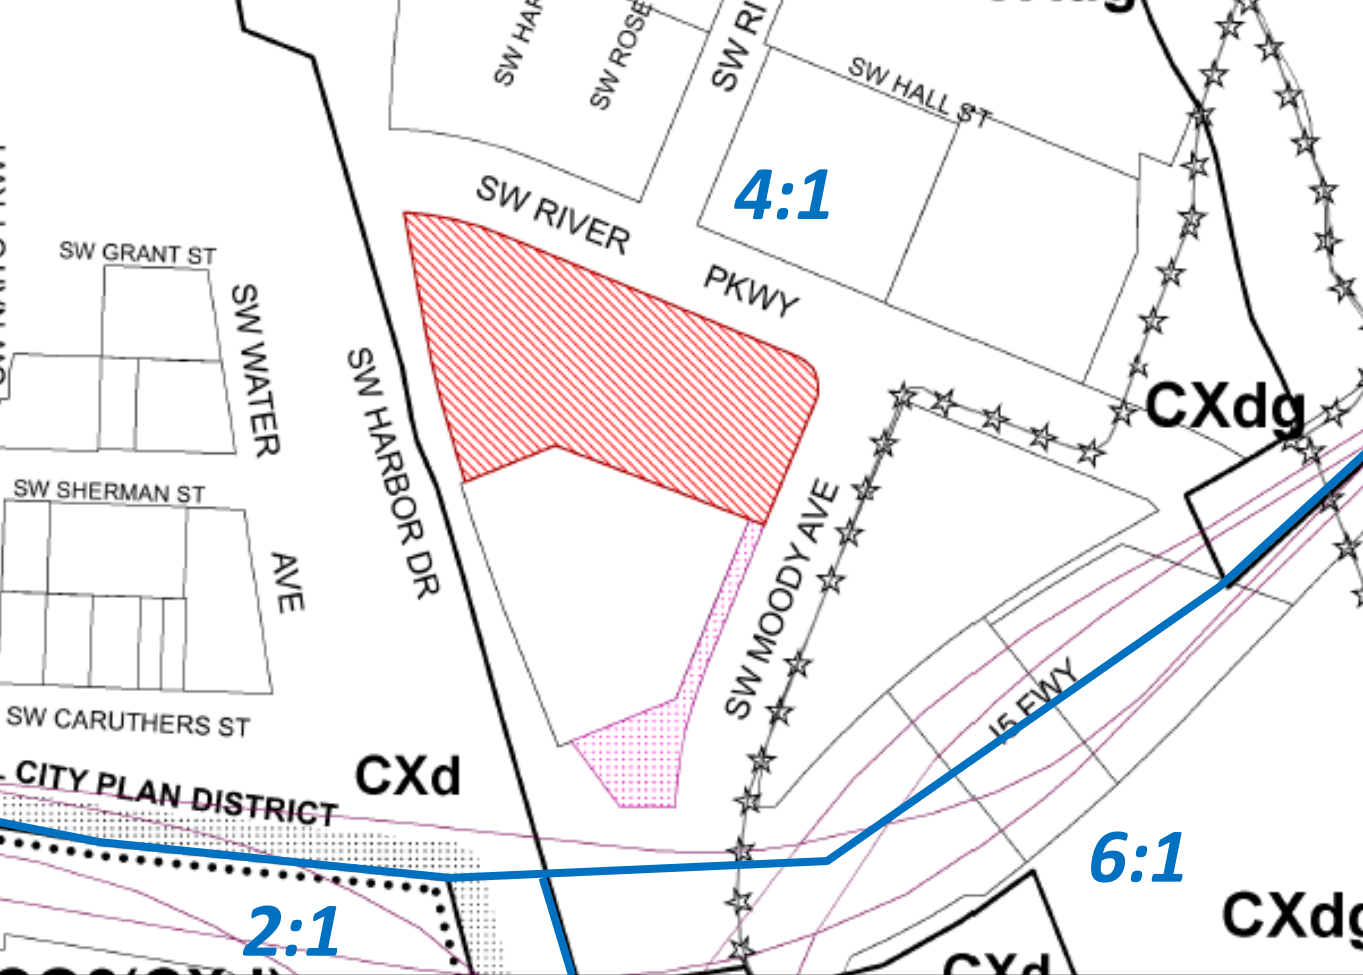 SW HALL ST
4:1
SW RIVER
PKWY
SW GRANT ST
SW WATER
AVE
SW HARBOR DR
CXdg
SW SHERMAN ST
SW MOODY AVE
SW CARUTHERS ST
I5 FWY
CITY PLAN DISTRICT
CXd
6:1
2:1
CXdg
CXd